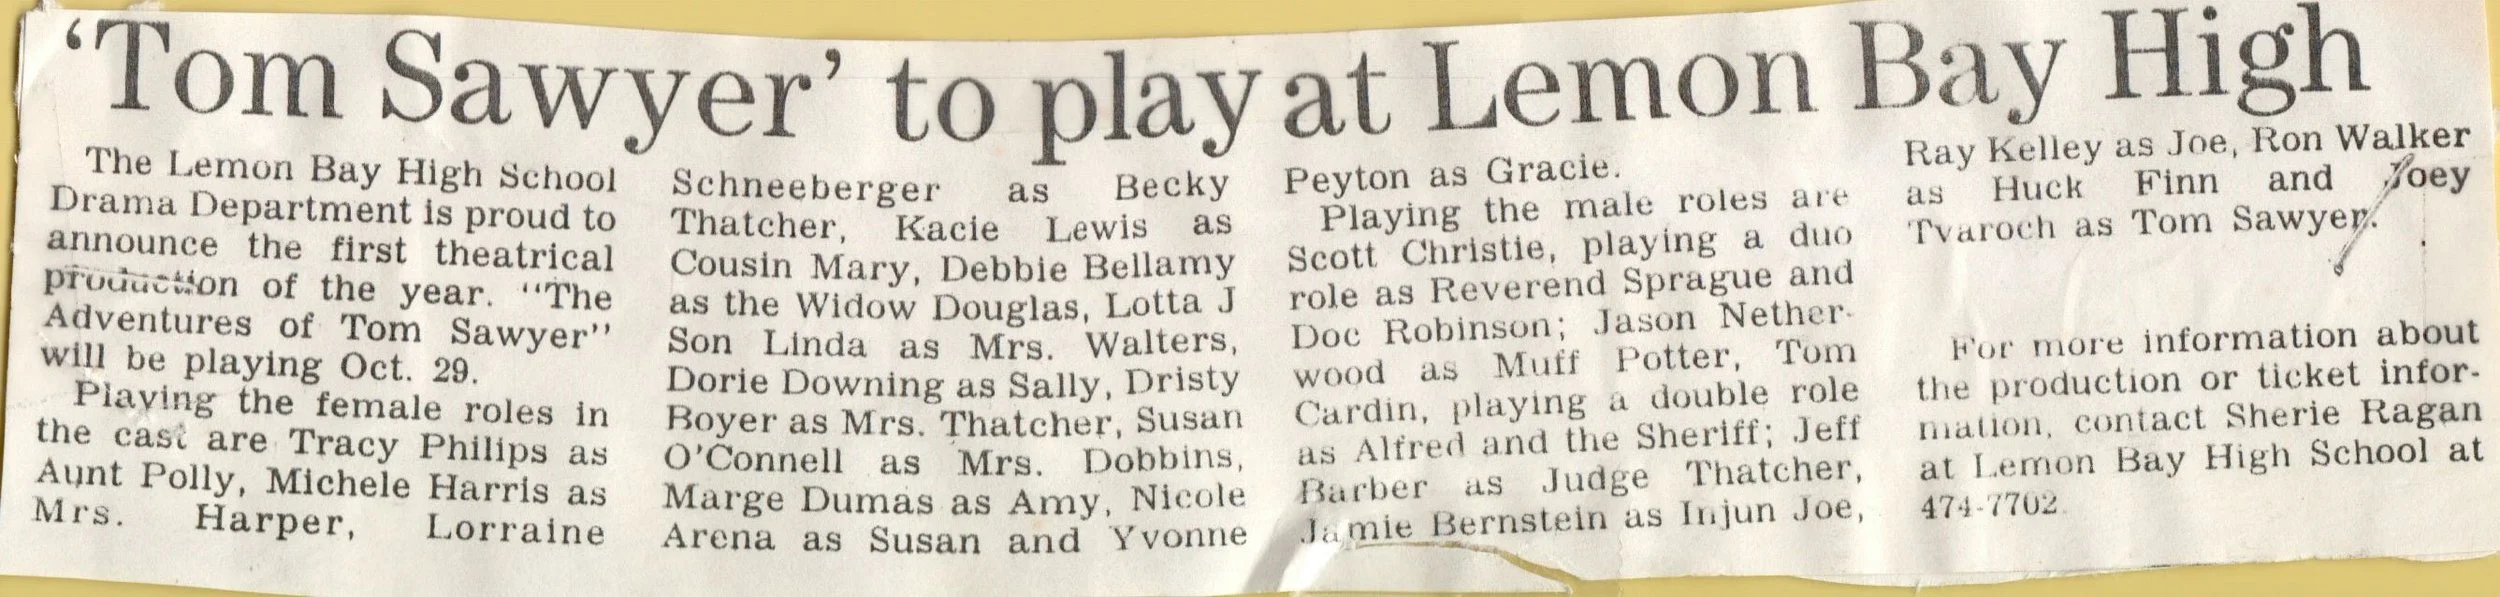 ‘Tom Sawyer’ to play at Lemon Bay High
The Lemon Bay High School
Drama Department is proud to
announce the first theatrical
production of the year. “The
Adventures of Tom Sawyer”
will be playing Oct. 29.
Playing the female roles in
the cast are Tracy Philips as
Aunt Polly, Michele Harris as
Mrs. Harper, Lorraine
Schneeberger as Becky
Thatcher, Kacie Lewis as
Cousin Mary, Debbie Bellamy
as the Widow Douglas, Lotta J
Son Linda as Mrs. Walters,
Dorie Downing as Sally, Dristy
Boyer as Mrs. Thatcher, Susan
O’Connell as Mrs. Dobbins,
Marge Dumas as Amy, Nicole
Arena as Susan and Yvonne
Peyton as Gracie.
Playing the male roles are
Scott Christie, playing a duo
role as Reverend Sprague and
Doc Robinson; Jason Nether-
wood as Muff Potter, Tom
Cardin, playing a double role
as Alfred and the Sheriff; Jeff
Barber as Judge Thatcher,
Jamie Bernstein as Injun Joe,
Ray Kelley as Joe, Ron Walker
as Huck Finn and Joey
Tvaroch as Tom Sawyer.
For more information about
the production or ticket infor-
mation, contact Sherie Ragan
at Lemon Bay High School at
474-7702.